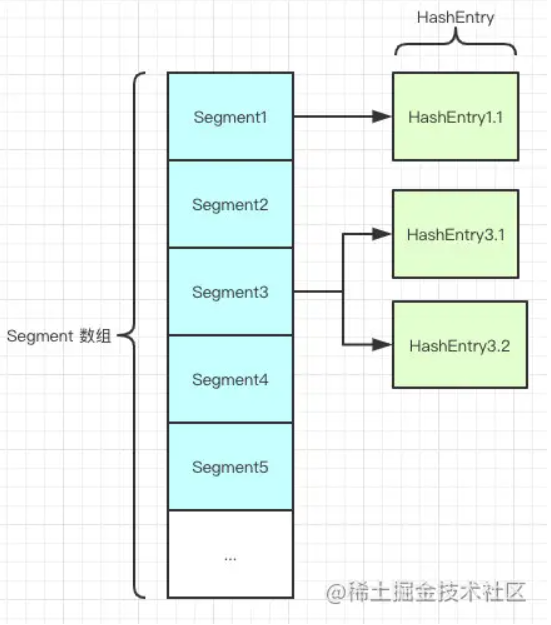 HashEntry
Segment1
HashEntry1.1
Segment2
HashEntry3.1
Segment3
Segment 数组
HashEntry3.2
Segment4
Segment5
...
@稀土掘金技术社区